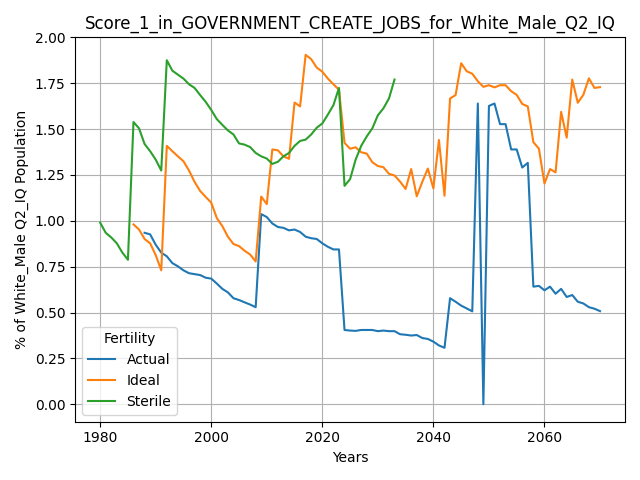 Score_1_in_GOVERNMENT_CREATE_JOBS_for_White_Male_Q2_IQ
% of White_Male Q2_IQ Population
2.00
1.75
1.50
1.25
1.00
0.75
0.50
0.25
0.00
Fertility
Actual
Ideal
Sterile
1980
2000
2020
2040
2060
Years